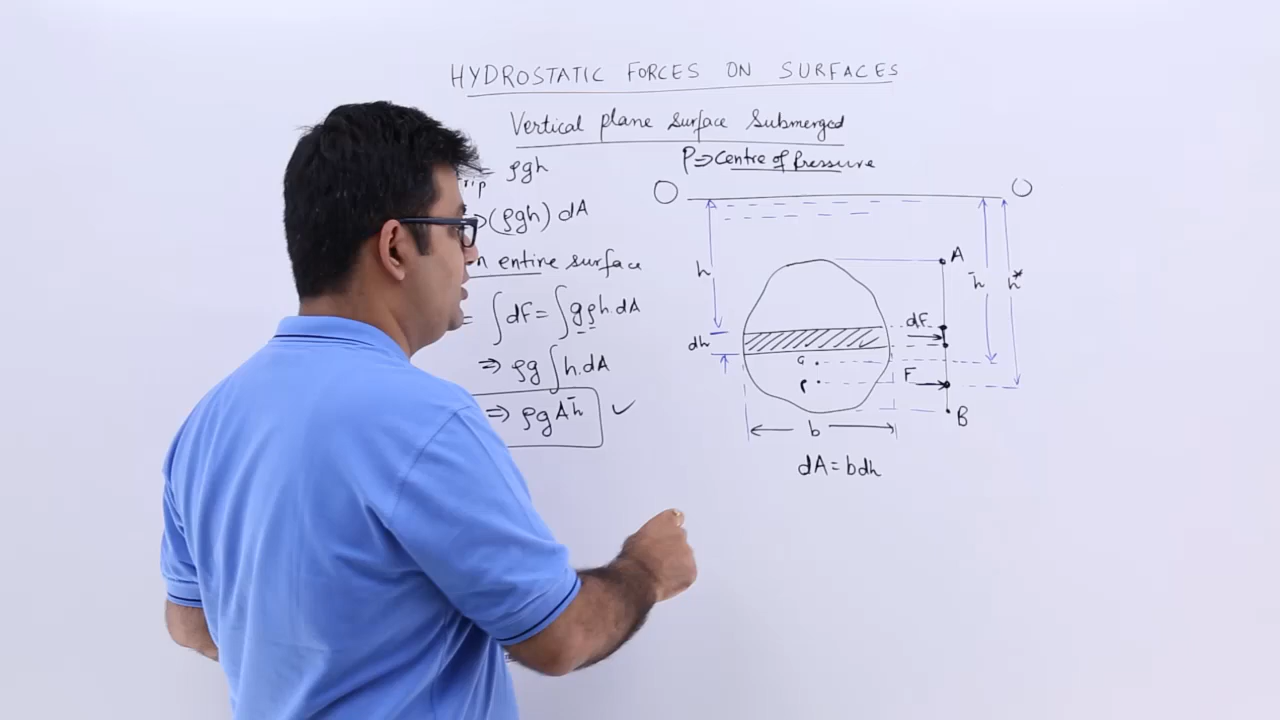 HYDROSTATIC FORCES ON SURFACES
Vertical plane Surface Submerged
ρgh
⇒(ρgh) dA
entire surface
= ∫dF = ∫gρh.dA
⇒ ρg∫h.dA
⇒ ρgAh̄ ✓
P⇒Centre of Pressure
O O
A
h h̄ h*
dF
dh
G
F
P
B
b
dA = bdh